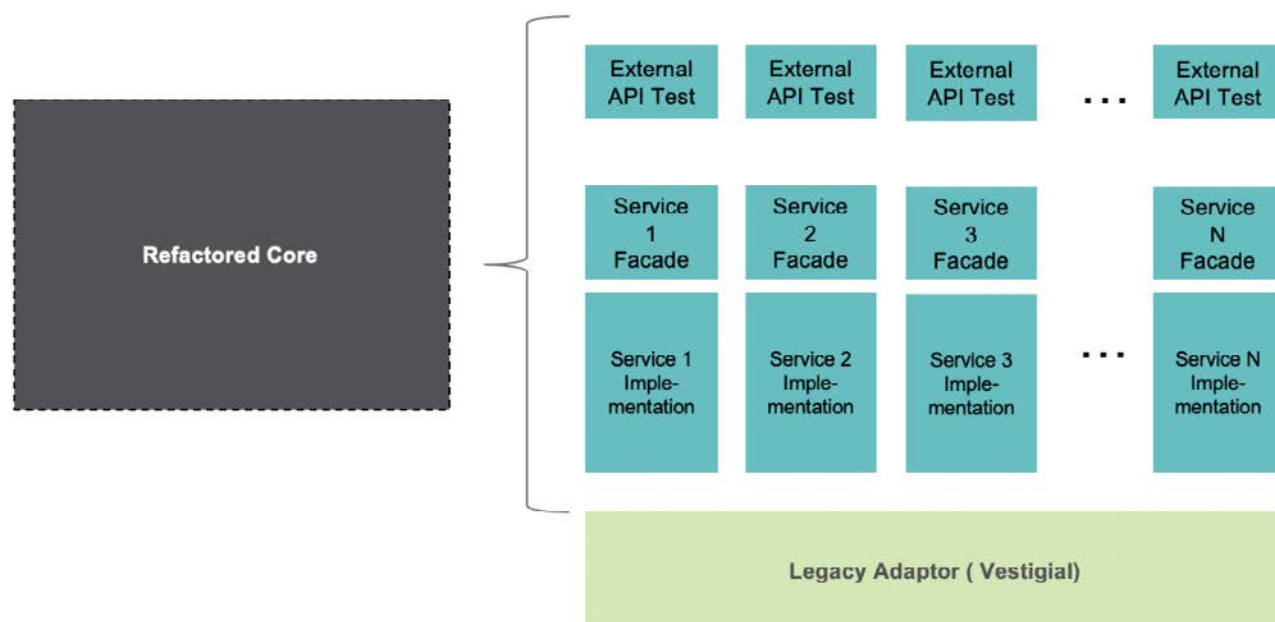 Refactored Core
External
API Test
External
API Test
External
API Test
...
External
API Test
Service
1
Facade
Service
2
Facade
Service
3
Facade
Service
N
Facade
Service 1
Imple-
mentation
Service 2
Imple-
mentation
Service 3
Imple-
mentation
...
Service N
Imple-
mentation
Legacy Adaptor ( Vestigial)